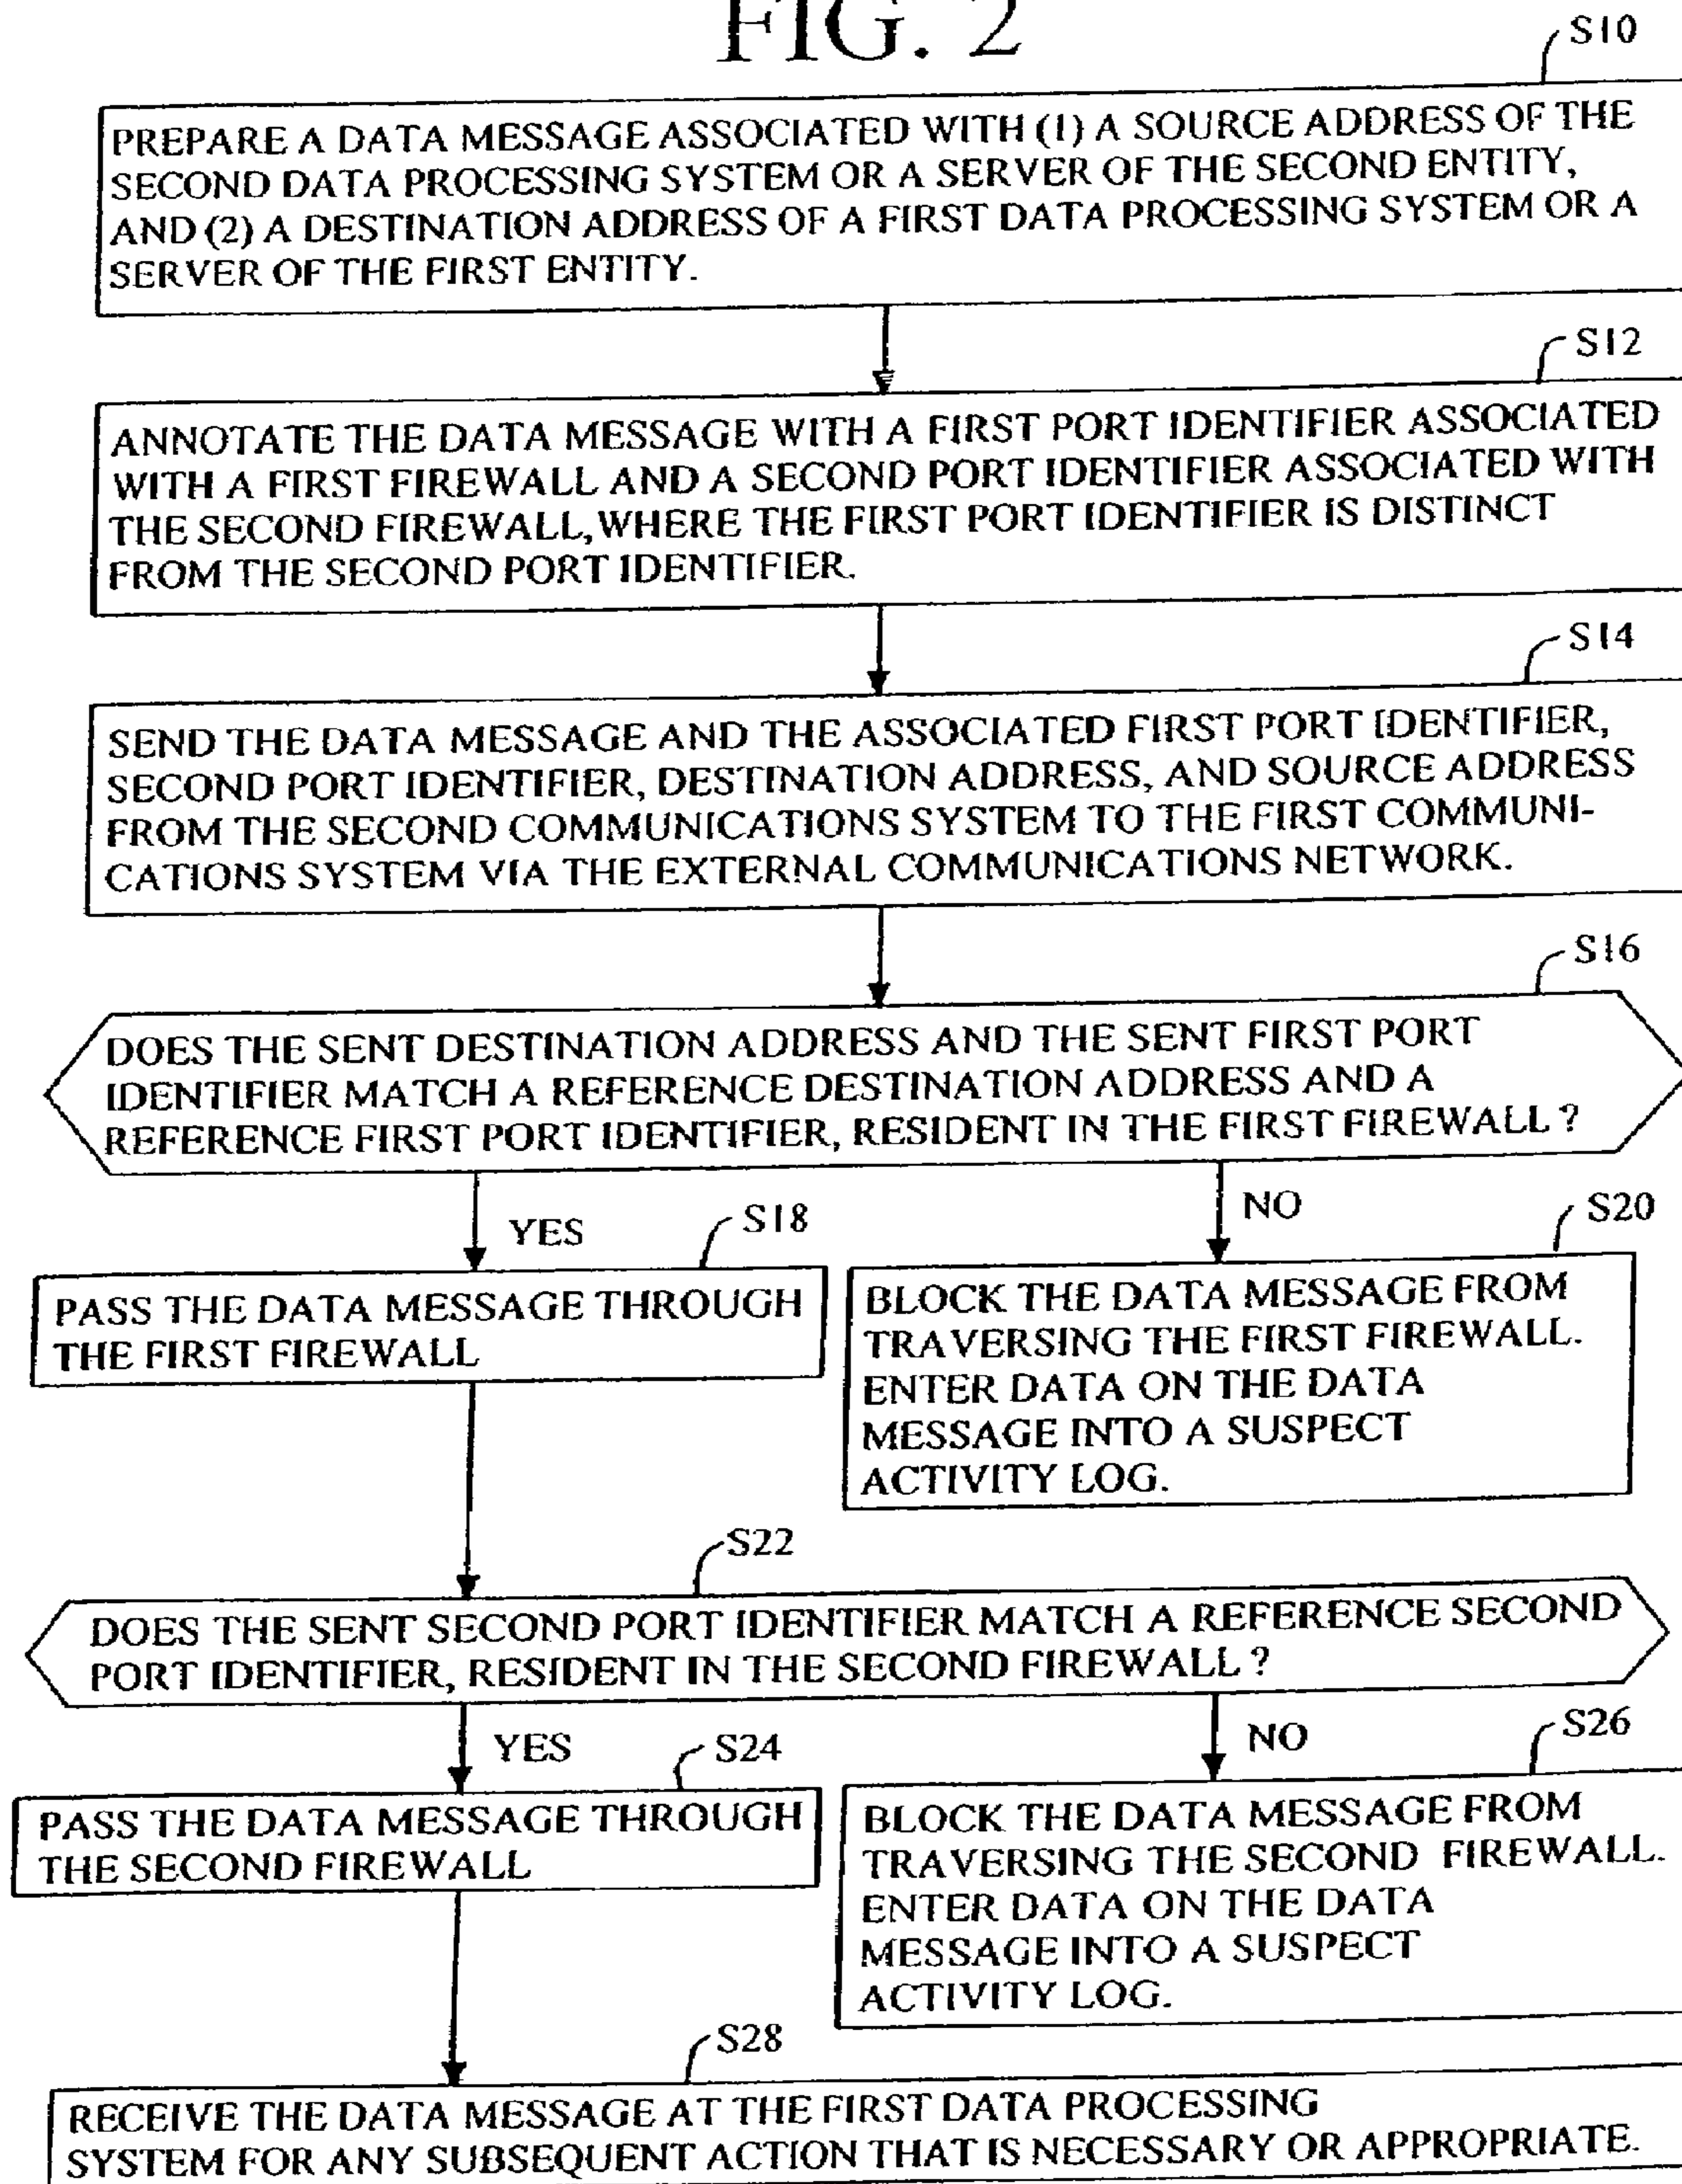 FIG. 2
S10
PREPARE A DATA MESSAGE ASSOCIATED WITH (1) A SOURCE ADDRESS OF THE
SECOND DATA PROCESSING SYSTEM OR A SERVER OF THE SECOND ENTITY,
AND (2) A DESTINATION ADDRESS OF A FIRST DATA PROCESSING SYSTEM OR A
SERVER OF THE FIRST ENTITY.
S12
ANNOTATE THE DATA MESSAGE WITH A FIRST PORT IDENTIFIER ASSOCIATED
WITH A FIRST FIREWALL AND A SECOND PORT IDENTIFIER ASSOCIATED WITH
THE SECOND FIREWALL, WHERE THE FIRST PORT IDENTIFIER IS DISTINCT
FROM THE SECOND PORT IDENTIFIER.
S14
SEND THE DATA MESSAGE AND THE ASSOCIATED FIRST PORT IDENTIFIER,
SECOND PORT IDENTIFIER, DESTINATION ADDRESS, AND SOURCE ADDRESS
FROM THE SECOND COMMUNICATIONS SYSTEM TO THE FIRST COMMUNI-
CATIONS SYSTEM VIA THE EXTERNAL COMMUNICATIONS NETWORK.
S16
DOES THE SENT DESTINATION ADDRESS AND THE SENT FIRST PORT
IDENTIFIER MATCH A REFERENCE DESTINATION ADDRESS AND A
REFERENCE FIRST PORT IDENTIFIER, RESIDENT IN THE FIRST FIREWALL ?
YES
S18
NO
S20
PASS THE DATA MESSAGE THROUGH
THE FIRST FIREWALL
BLOCK THE DATA MESSAGE FROM
TRAVERSING THE FIRST FIREWALL.
ENTER DATA ON THE DATA
MESSAGE INTO A SUSPECT
ACTIVITY LOG.
S22
DOES THE SENT SECOND PORT IDENTIFIER MATCH A REFERENCE SECOND
PORT IDENTIFIER, RESIDENT IN THE SECOND FIREWALL ?
YES
S24
NO
S26
PASS THE DATA MESSAGE THROUGH
THE SECOND FIREWALL
BLOCK THE DATA MESSAGE FROM
TRAVERSING THE SECOND FIREWALL.
ENTER DATA ON THE DATA
MESSAGE INTO A SUSPECT
ACTIVITY LOG.
S28
RECEIVE THE DATA MESSAGE AT THE FIRST DATA PROCESSING
SYSTEM FOR ANY SUBSEQUENT ACTION THAT IS NECESSARY OR APPROPRIATE.